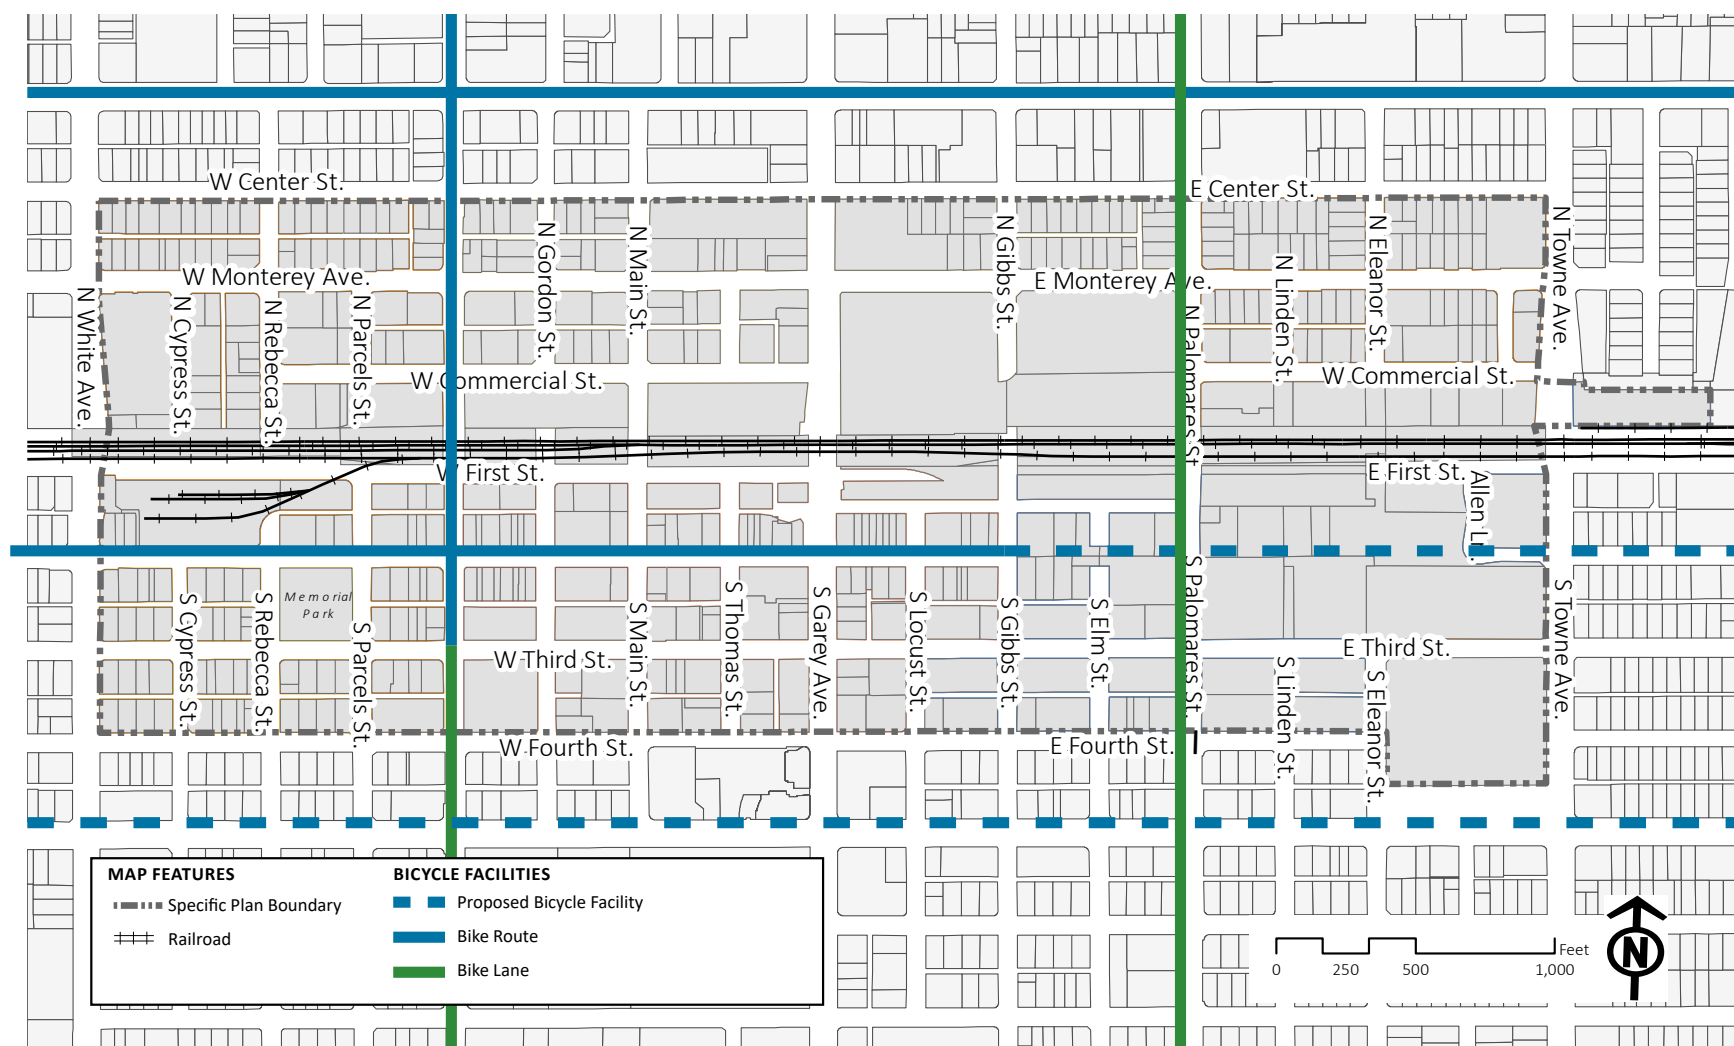 W Center St.
E Center St.
N Gordon St.
N Main St.
N Gibbs St.
N Eleanor St.
N Towne Ave.
W Monterey Ave.
E Monterey Ave.
N White Ave.
N Cypress St.
N Rebecca St.
N Parcels St.
N Linden St.
N Palomares St.
W Commercial St.
W Commercial St.
W First St.
E First St.
Allen Ln.
Memorial
Park
S Cypress St.
S Rebecca St.
S Parcels St.
S Main St.
S Thomas St.
S Garey Ave.
S Locust St.
S Gibbs St.
S Elm St.
S Palomares St.
S Linden St.
S Eleanor St.
S Towne Ave.
W Third St.
E Third St.
W Fourth St.
E Fourth St.
MAP FEATURES
Specific Plan Boundary
Railroad
BICYCLE FACILITIES
Proposed Bicycle Facility
Bike Route
Bike Lane
Feet
0 250 500 1,000
N